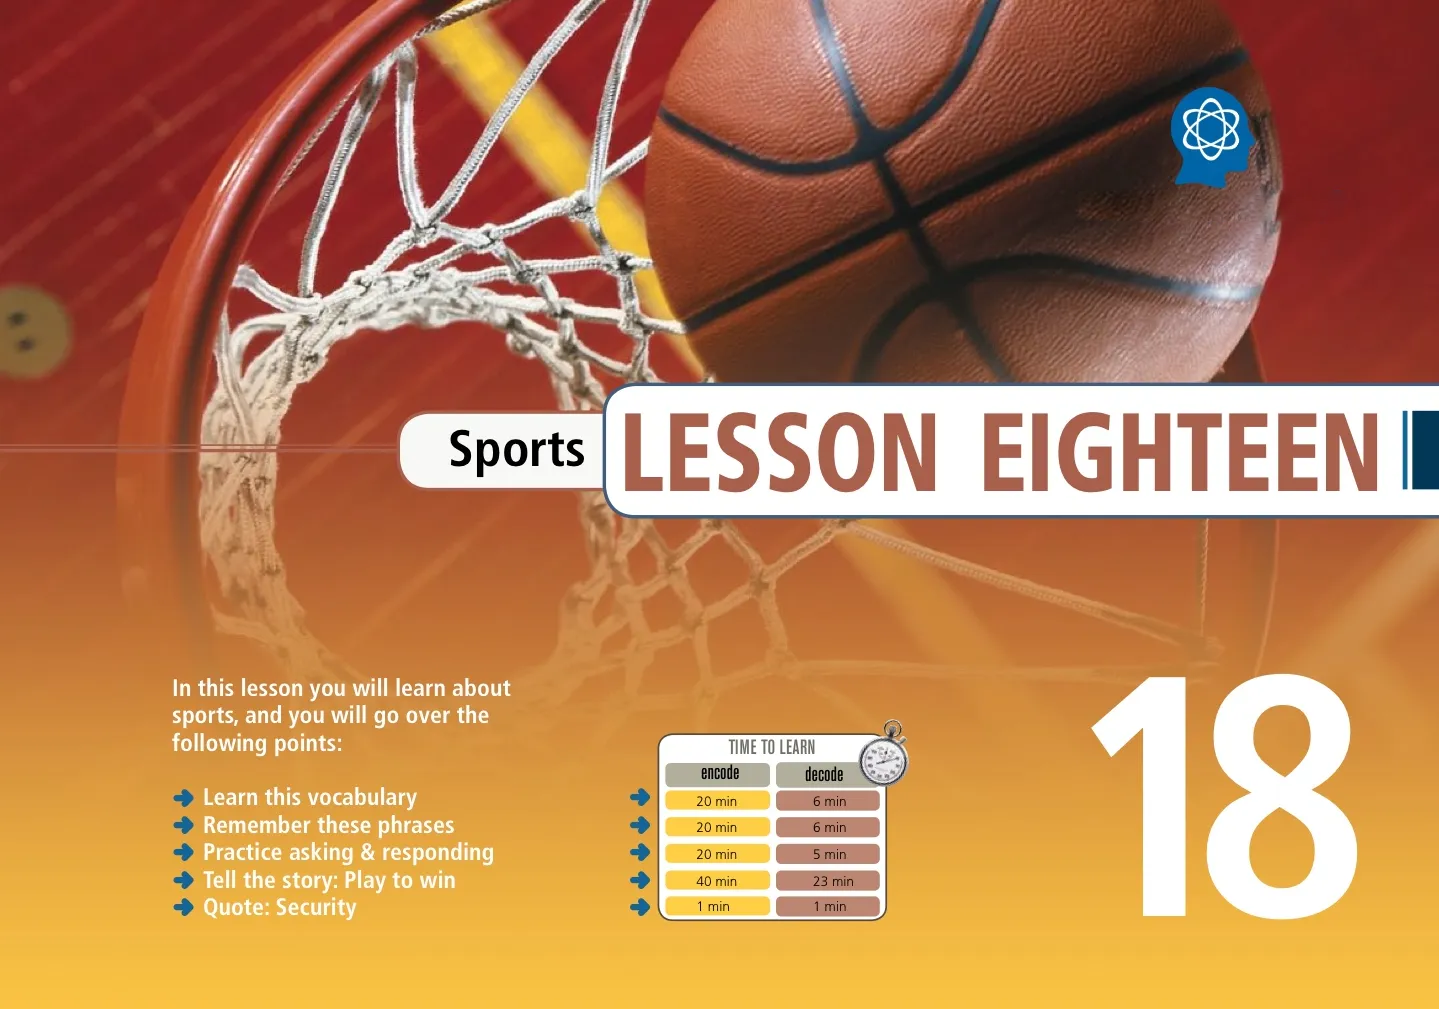 Sports
LESSON EIGHTEEN
In this lesson you will learn about
sports, and you will go over the
following points:
Learn this vocabulary
Remember these phrases
Practice asking & responding
Tell the story: Play to win
Quote: Security
TIME TO LEARN
encode decode
20 min 6 min
20 min 6 min
20 min 5 min
40 min 23 min
1 min 1 min
18